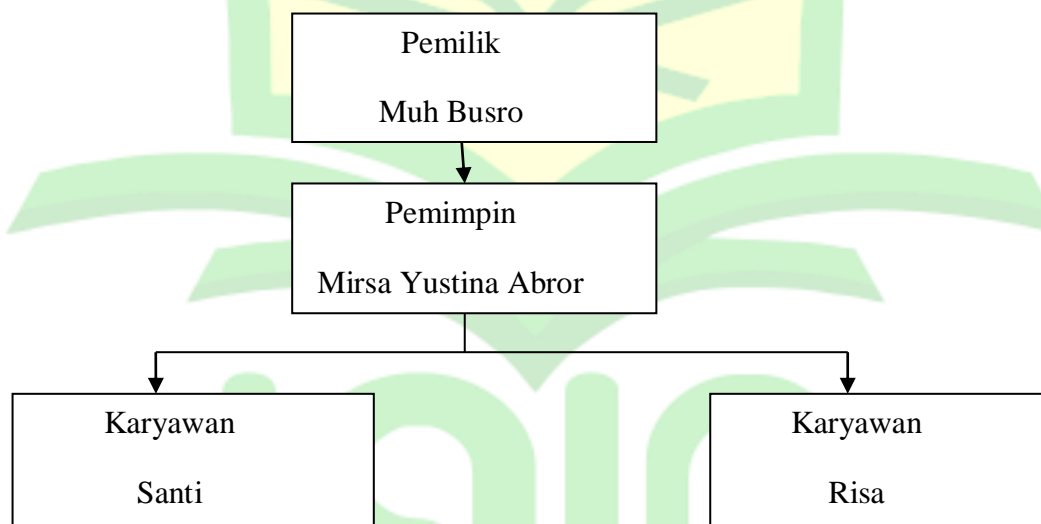 Pemilik
Muh Busro
Pemimpin
Mirsa Yustina Abror
Karyawan
Santi
Karyawan
Risa